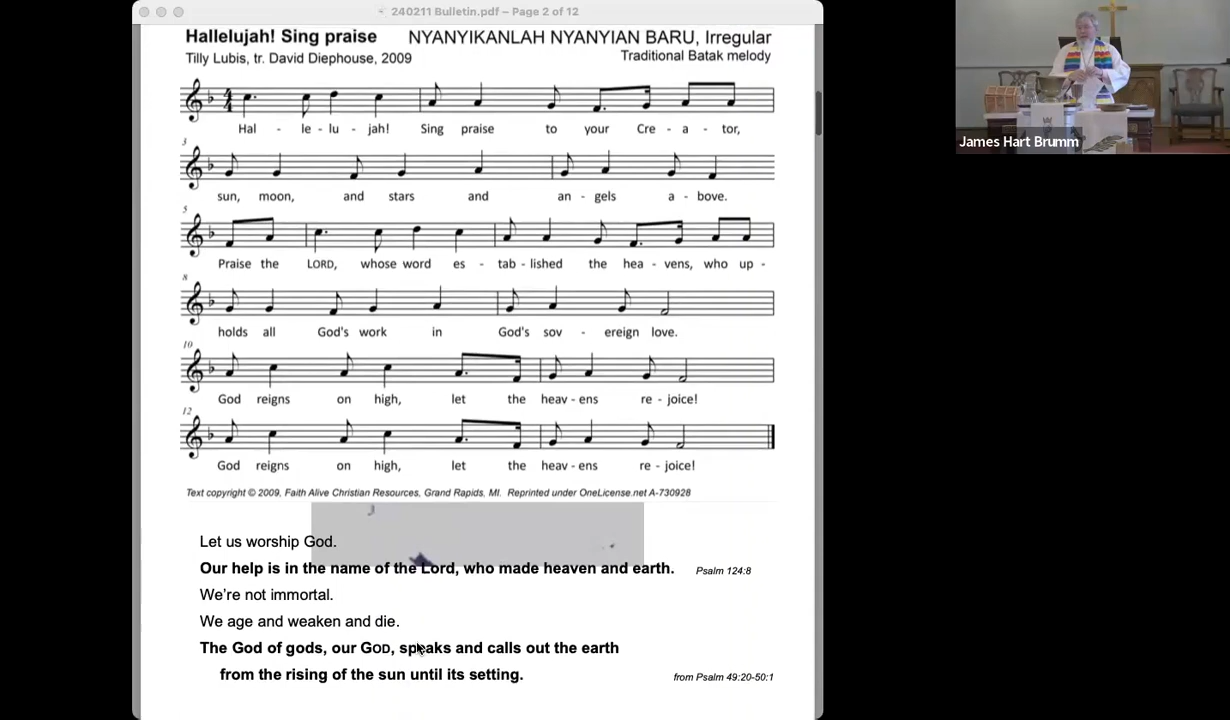 240211 Bulletin.pdf – Page 2 of 12
Hallelujah! Sing praise NYANYIKANLAH NYANYIAN BARU, Irregular
Tilly Lubis, tr. David Diephouse, 2009 Traditional Batak melody
4
4
Hal - le - lu - jah! Sing praise to your Cre - a - tor,
3
sun, moon, and stars and an - gels a - bove.
5
Praise the LORD, whose word es - tab - lished the hea - vens, who up -
8
holds all God's work in God's sov - ereign love.
10
God reigns on high, let the heav - ens re - joice!
12
God reigns on high, let the heav - ens re - joice!
Text copyright © 2009, Faith Alive Christian Resources, Grand Rapids, MI. Reprinted under OneLicense.net A-730928
Let us worship God.
Our help is in the name of the Lord, who made heaven and earth. Psalm 124:8
We're not immortal.
We age and weaken and die.
The God of gods, our GOD, speaks and calls out the earth
from the rising of the sun until its setting. from Psalm 49:20-50:1
James Hart Brumm